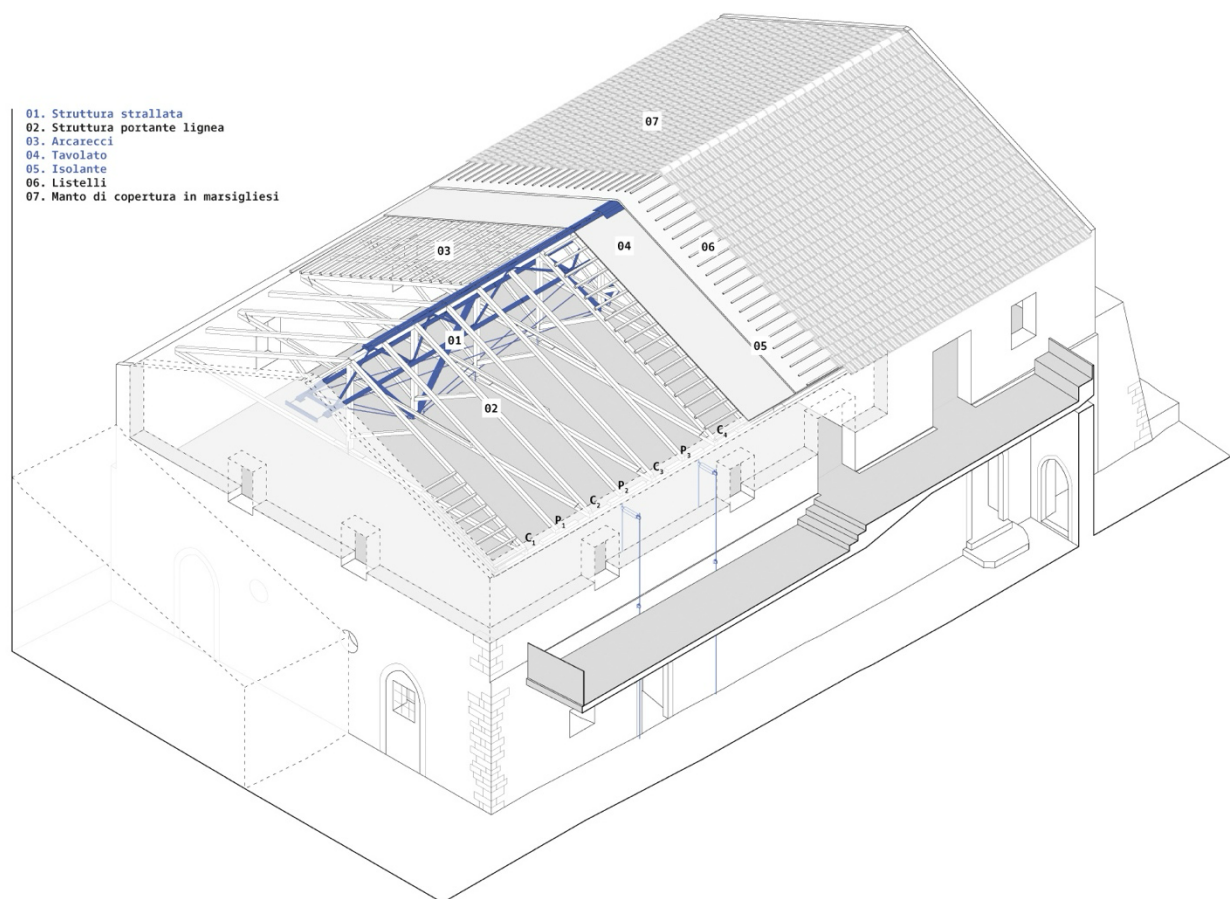 01. Struttura strallata
02. Struttura portante lignea
03. Arcarecci
04. Tavolato
05. Isolante
06. Listelli
07. Manto di copertura in marsigliesi
07
03
04
06
01
05
02
C4
P3
C3
P2
C2
P1
C1